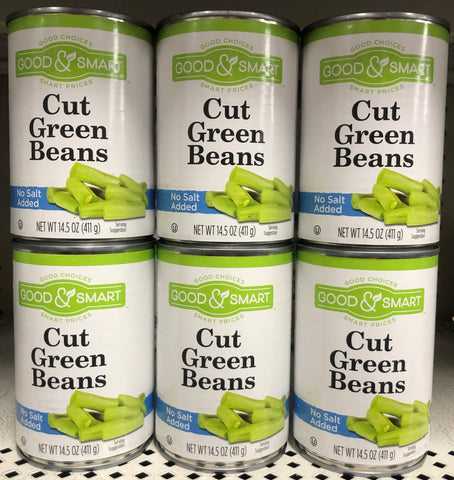 GOOD CHOICES
GOOD & SMART™
SMART PRICES
Cut
Green
Beans
No Salt
Added
NET WT 14.5 OZ (411 g)
Serving
Suggestion
GOOD CHOICES
GOOD & SMART
SMART PRICES
Cut
Green
Beans
No Salt
Added
NET WT 14.5 OZ (411 g)
Serving
Suggestion
GOOD CHOICES
GOOD & SMART
SMART PRICES
Cut
Green
Beans
No Salt
Added
NET WT 14.5 OZ (411 g)
Serving
Suggestion
GOOD CHOICES
GOOD & SMART™
SMART PRICES
Cut
Green
Beans
No Salt
Added
U
NET WT 14.5 OZ (411 g)
Serving
Suggestion
GOOD CHOICES
GOOD & SMART
SMART PRICES
Cut
Green
Beans
No Salt
Added
U
NET WT 14.5 OZ (411 g)
Serving
Suggestion
GOOD CHOICES
GOOD & SMART
SMART PRICES
Cut
Green
Beans
No Salt
Added
U
NET WT 14.5 OZ (411 g)
Serving
Suggestion